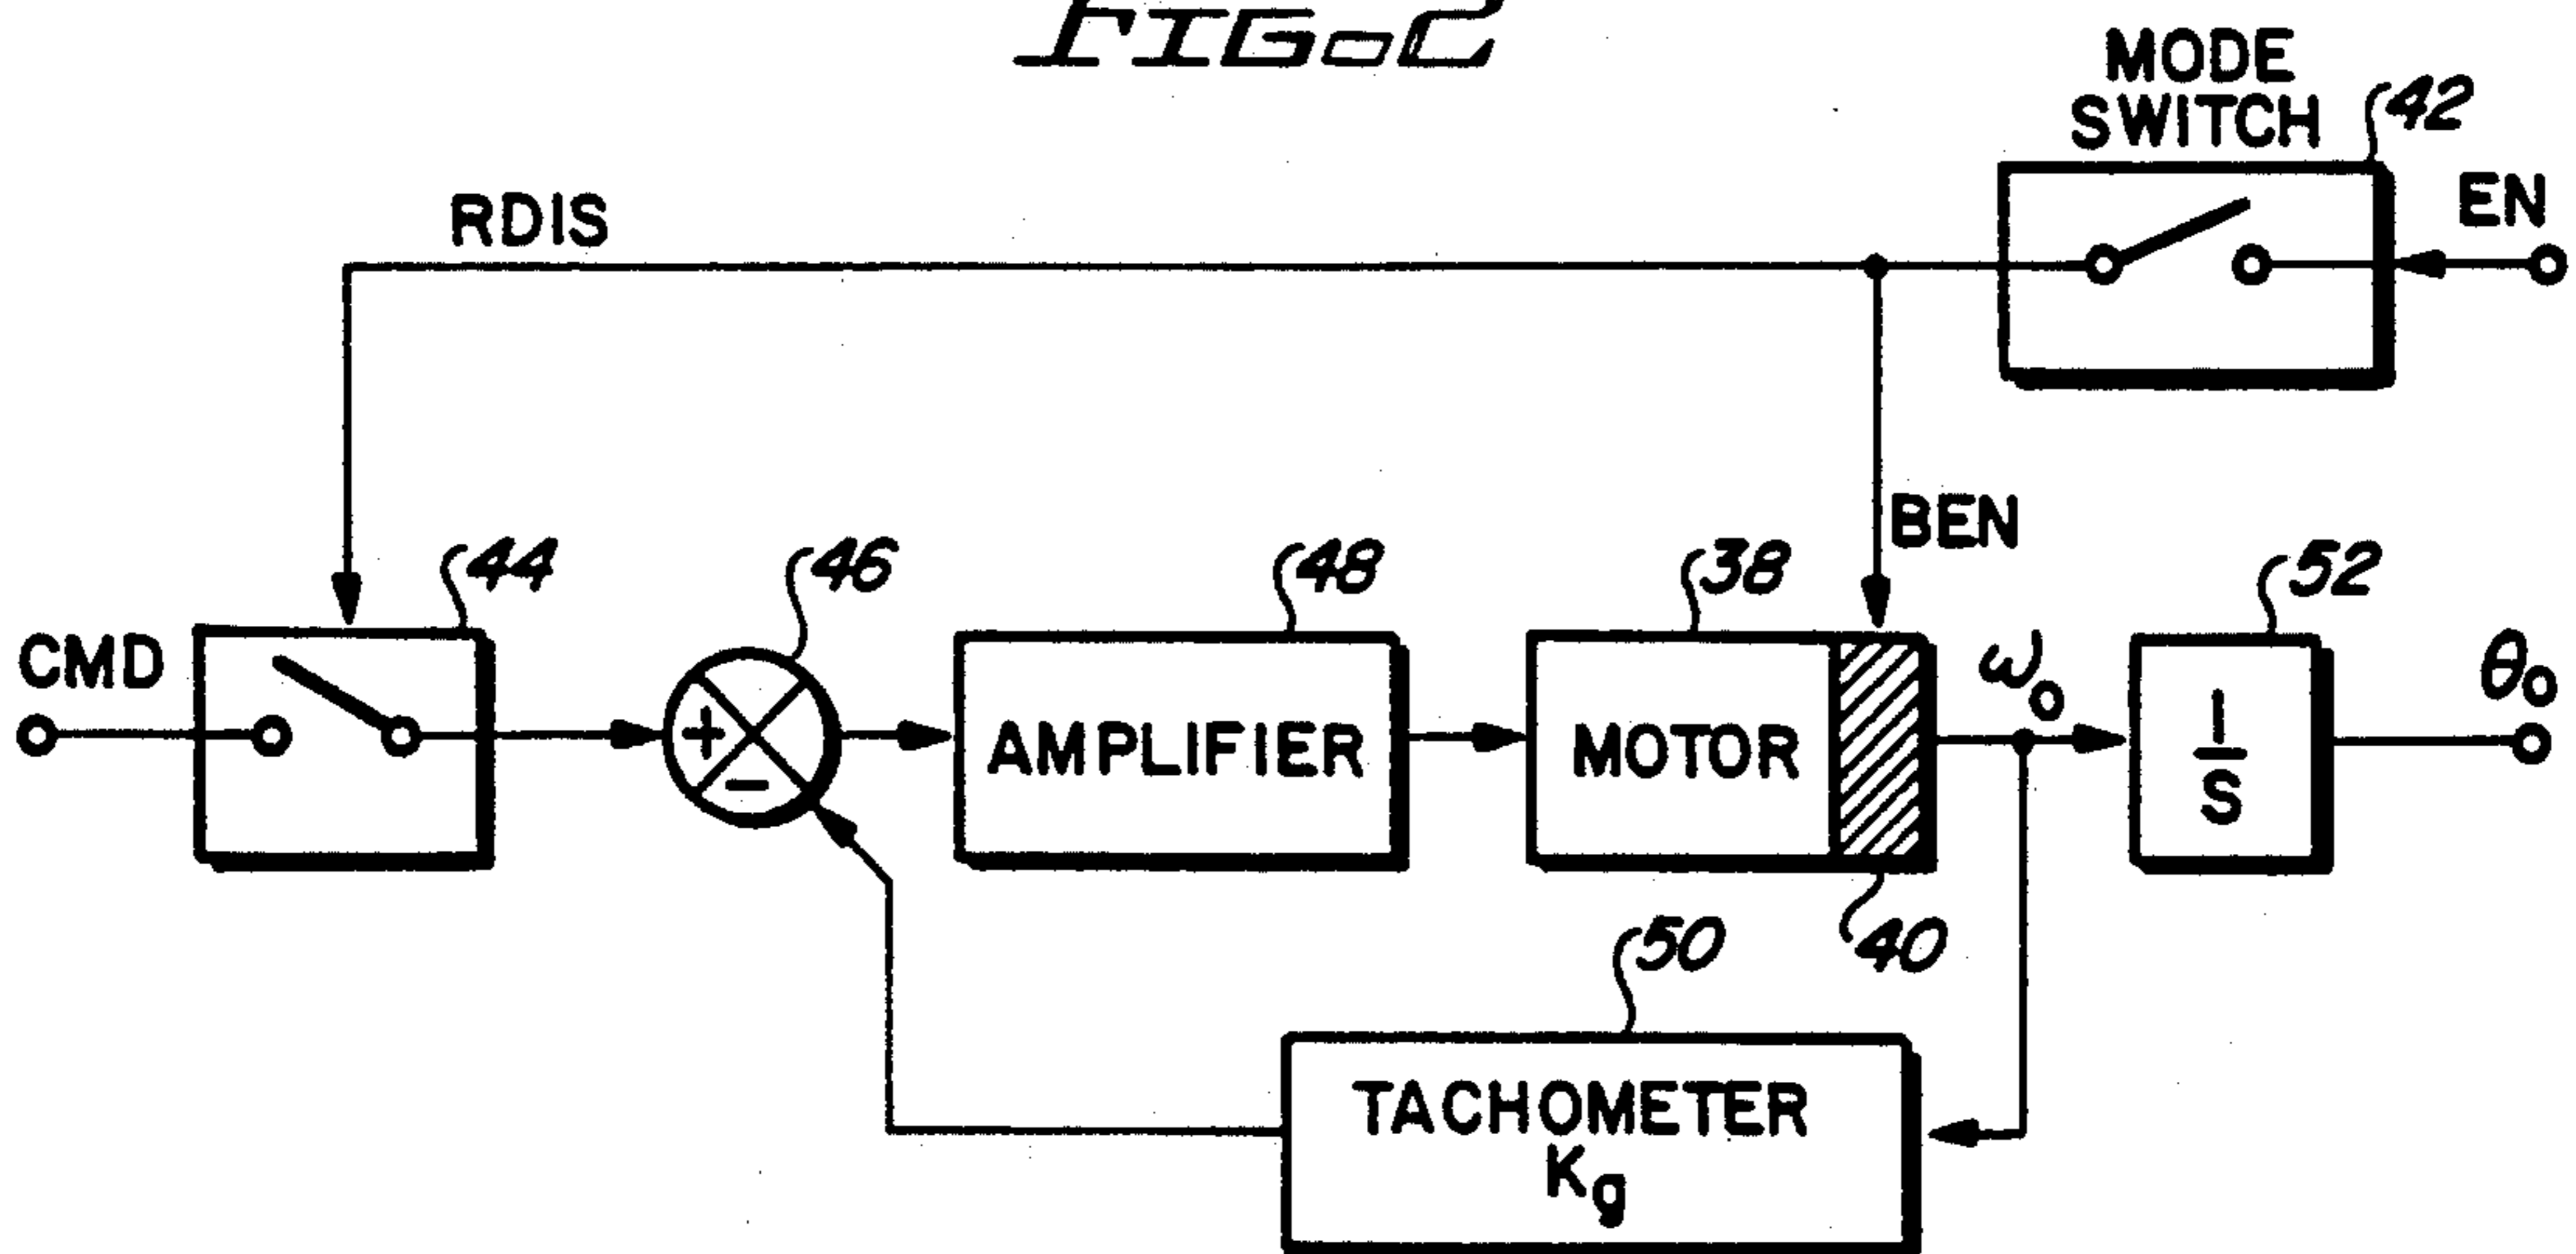 FIG. 2
MODE
SWITCH
42
EN
RDIS
BEN
44
46
48
38
52
CMD
+
−
AMPLIFIER
MOTOR
ω₀
1
S
θ₀
40
50
TACHOMETER
Kg